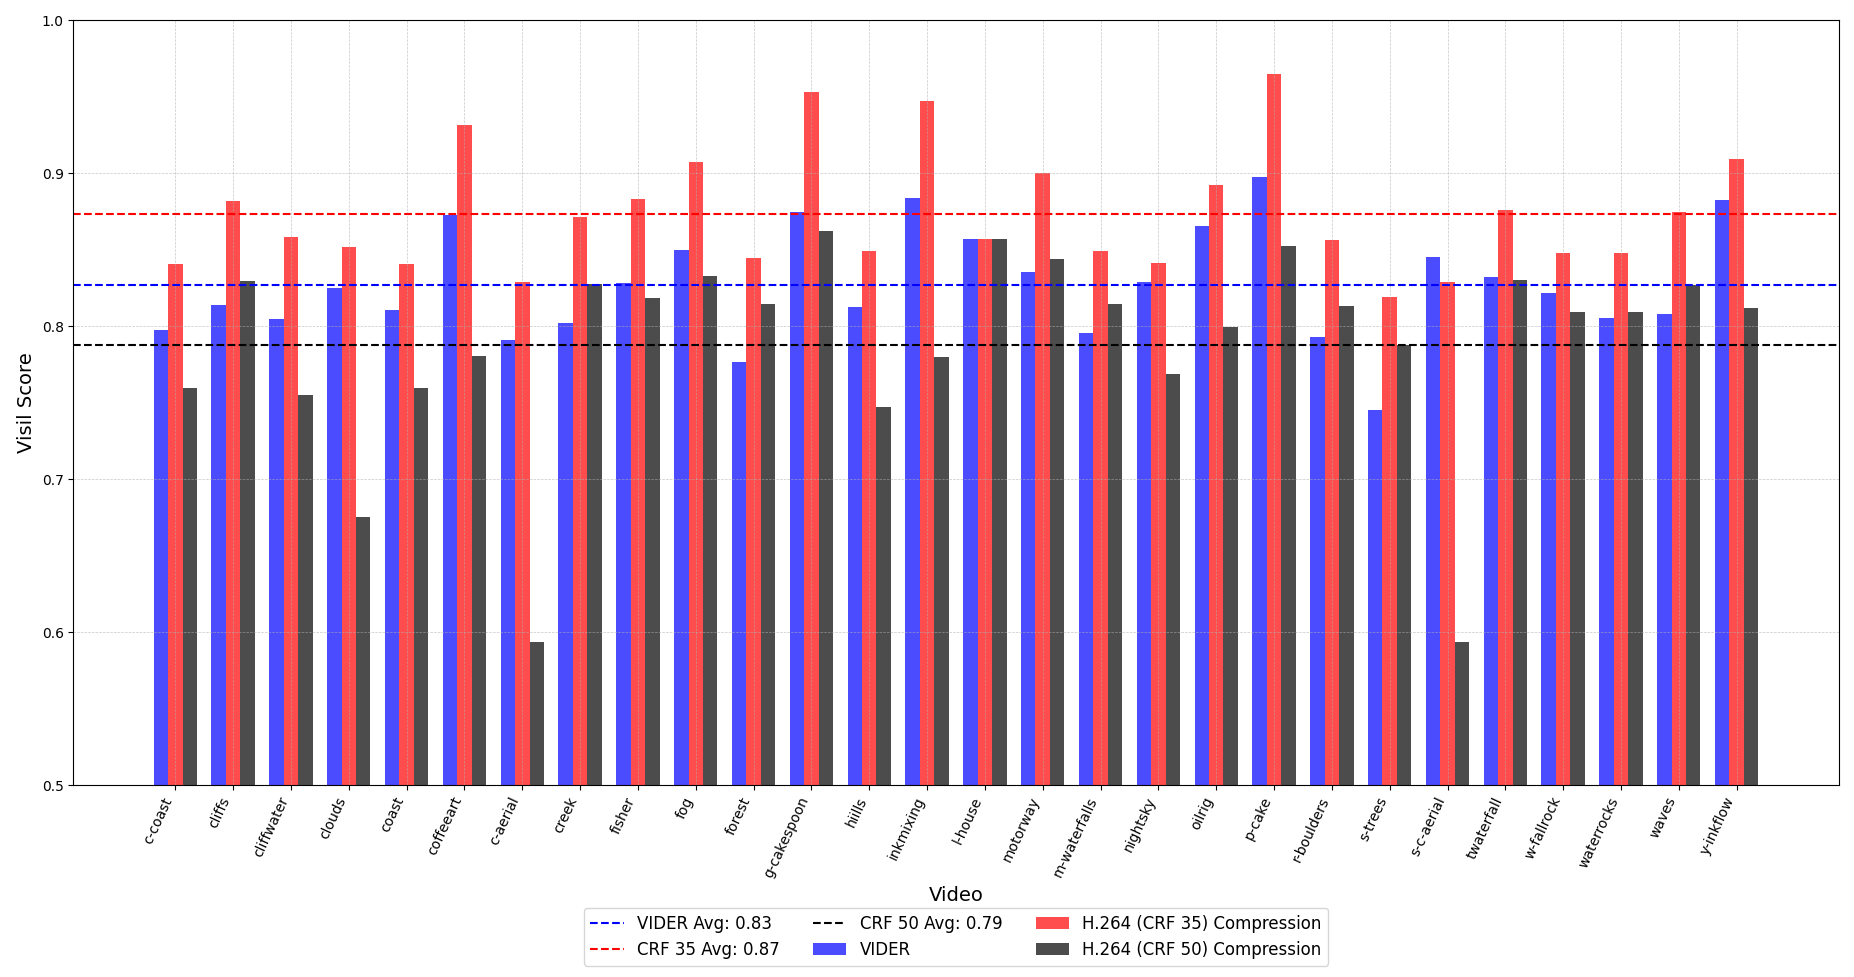 1.0
0.9
0.8
0.7
0.6
0.5
Visil Score
c-coast
cliffs
cliffwater
clouds
coast
coffeeart
c-aerial
creek
fisher
fog
forest
g-cakespoon
hiills
inkmixing
l-house
motorway
m-waterfalls
nightsky
oilrig
p-cake
r-boulders
s-trees
s-c-aerial
twaterfall
w-fallrock
waterrocks
waves
y-inkflow
Video
VIDER Avg: 0.83
CRF 35 Avg: 0.87
CRF 50 Avg: 0.79
VIDER
H.264 (CRF 35) Compression
H.264 (CRF 50) Compression